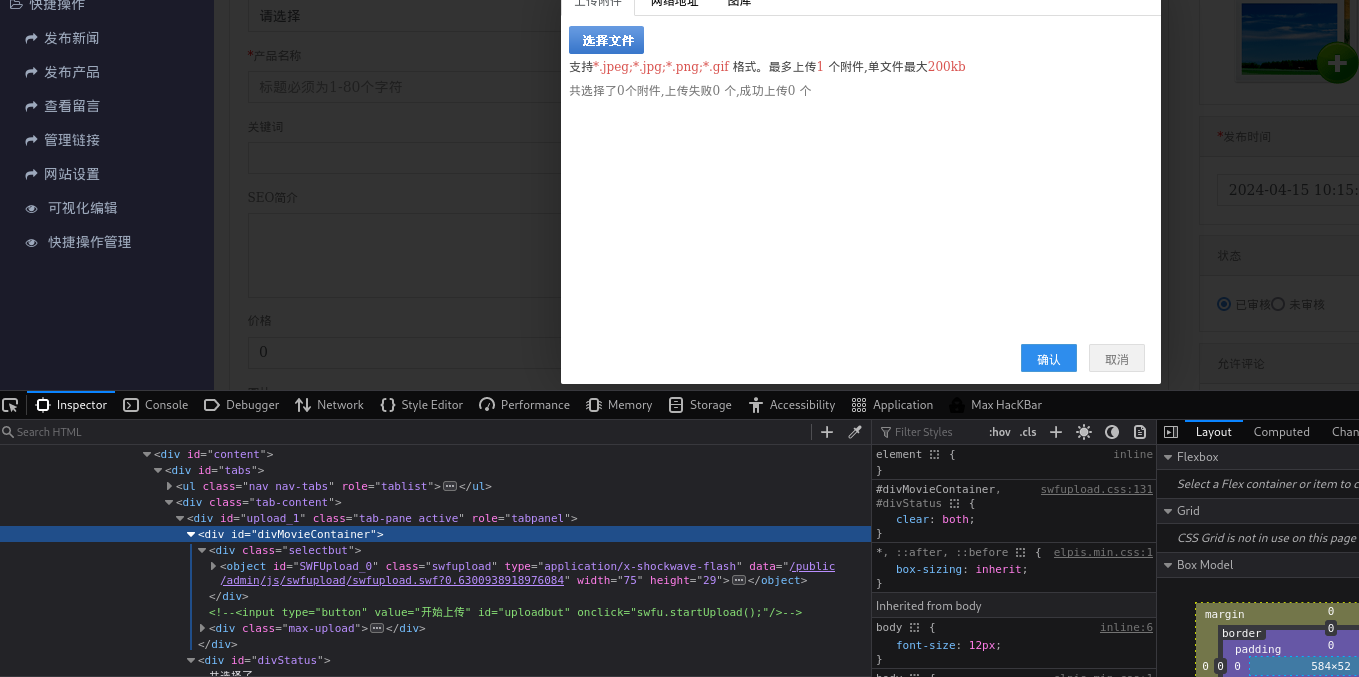 快捷操作
发布新闻
发布产品
查看留言
管理链接
网站设置
可视化编辑
快捷操作管理
请选择
*产品名称
标题必须为1-80个字符
关键词
SEO简介
价格
0
上传附件 网络地址 图库
选择文件
支持*.jpeg;*.jpg;*.png;*.gif 格式。最多上传1 个附件,单文件最大200kb
共选择了0个附件,上传失败0 个,成功上传0 个
确认 取消
*发布时间
2024-04-15 10:15:
状态
已审核 未审核
允许评论
Inspector Console Debugger Network Style Editor Performance Memory Storage Accessibility Application Max HacKBar
Search HTML
<div id="content">
<div id="tabs">
<ul class="nav nav-tabs" role="tablist"></ul>
<div class="tab-content">
<div id="upload_1" class="tab-pane active" role="tabpanel">
<div id="divMovieContainer">
<div class="selectbut">
<object id="SWFUpload_0" class="swfupload" type="application/x-shockwave-flash" data="/public
/admin/js/swfupload/swfupload.swf?0.6300938918976084" width="75" height="29"></object>
</div>
<!--<input type="button" value="开始上传" id="uploadbut" onclick="swfu.startUpload();"/>-->
<div class="max-upload"></div>
</div>
<div id="divStatus">
共选择了
Filter Styles :hov .cls
element { inline
}
#divMovieContainer, swfupload.css:131
#divStatus {
clear: both;
}
*, ::after, ::before { elpis.min.css:1
box-sizing: inherit;
}
Inherited from body
body { inline:6
font-size: 12px;
}
Layout Computed Chan
Flexbox
Select a Flex container or item to c
Grid
CSS Grid is not in use on this page
Box Model
margin 0
border 0
padding 0
0 0 0 584×52